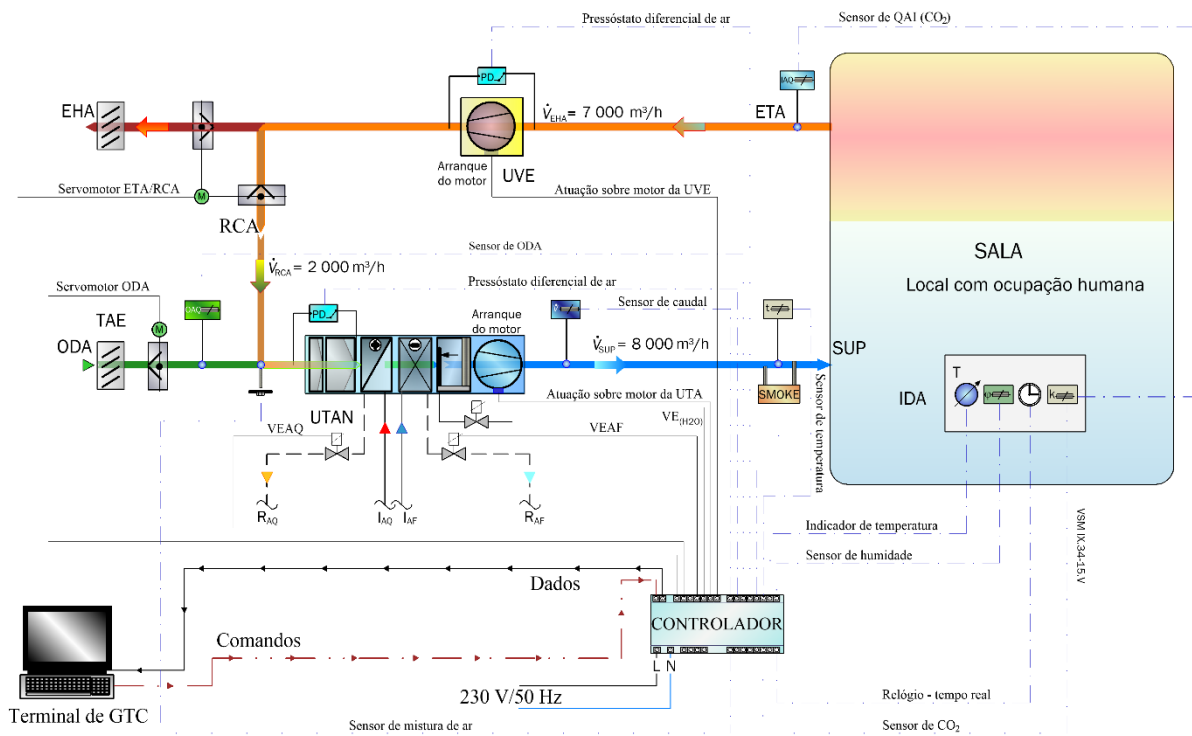 Pressóstato diferencial de ar
Sensor de QAI (CO2)
PD
IAQ
EHA
V̇EHA = 7 000 m³/h
ETA
Arranque
do motor
UVE
Servomotor ETA/RCA
M
Atuação sobre motor da UVE
RCA
Sensor de ODA
SALA
V̇RCA = 2 000 m³/h
Pressóstato diferencial de ar
Local com ocupação humana
Servomotor ODA
Sensor de caudal
Arranque
do motor
TAE
M
OAQ
PD
t
ODA
V̇SUP = 8 000 m³/h
SUP
T
SMOKE
IDA
φ
k
UTAN
Atuação sobre motor da UTA
VE(H2O)
VEAQ
VEAF
Sensor de temperatura
RAQ
IAQ
IAF
RAF
Indicador de temperatura
Sensor de humidade
VSM IX.34-15.V
Dados
CONTROLADOR
Comandos
L N
230 V/50 Hz
Relógio - tempo real
Terminal de GTC
Sensor de mistura de ar
Sensor de CO2